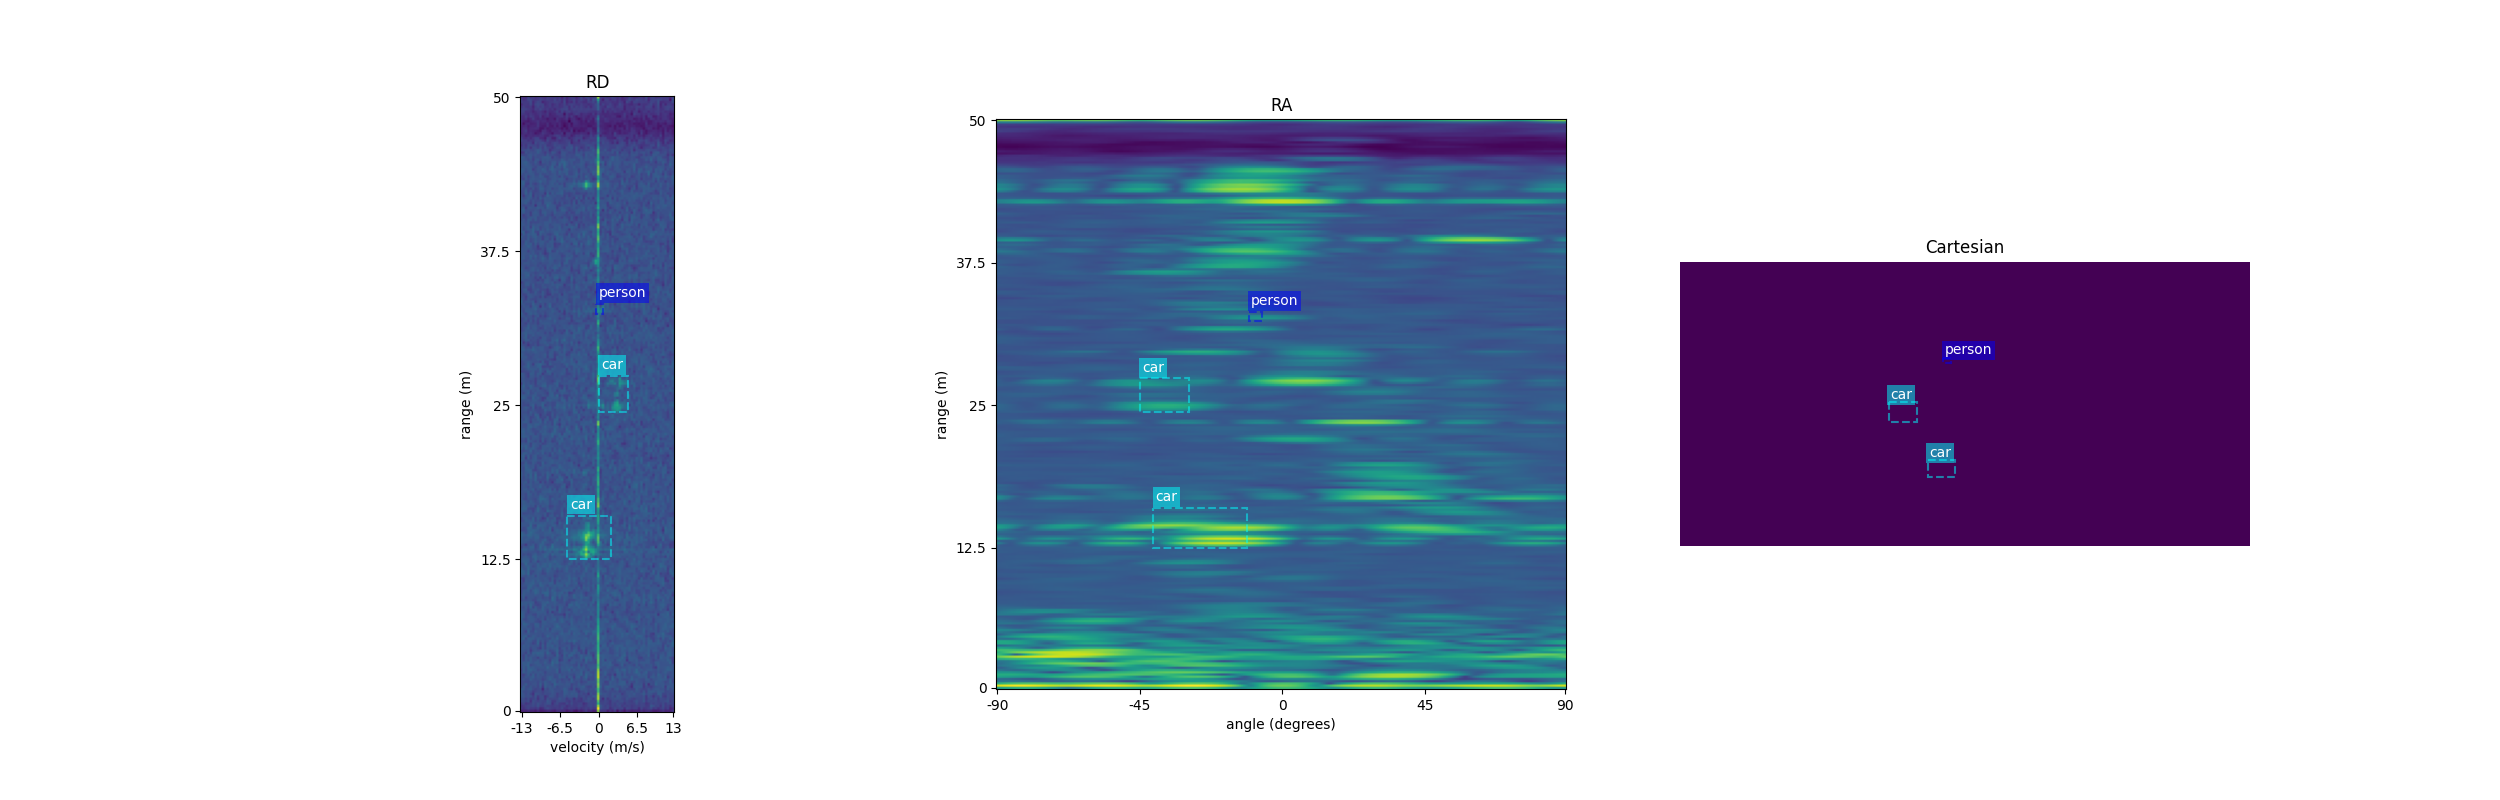 RD
50
37.5
25
12.5
0
range (m)
person
car
car
-13
-6.5
0
6.5
13
velocity (m/s)
RA
50
37.5
25
12.5
0
range (m)
person
car
car
-90
-45
0
45
90
angle (degrees)
Cartesian
person
car
car